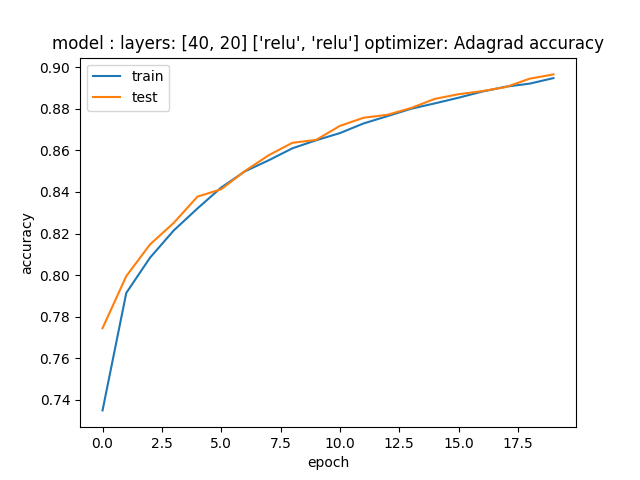 model : layers: [40, 20] ['relu', 'relu'] optimizer: Adagrad accuracy
train
test
0.90
0.88
0.86
0.84
0.82
0.80
0.78
0.76
0.74
accuracy
0.0 2.5 5.0 7.5 10.0 12.5 15.0 17.5
epoch